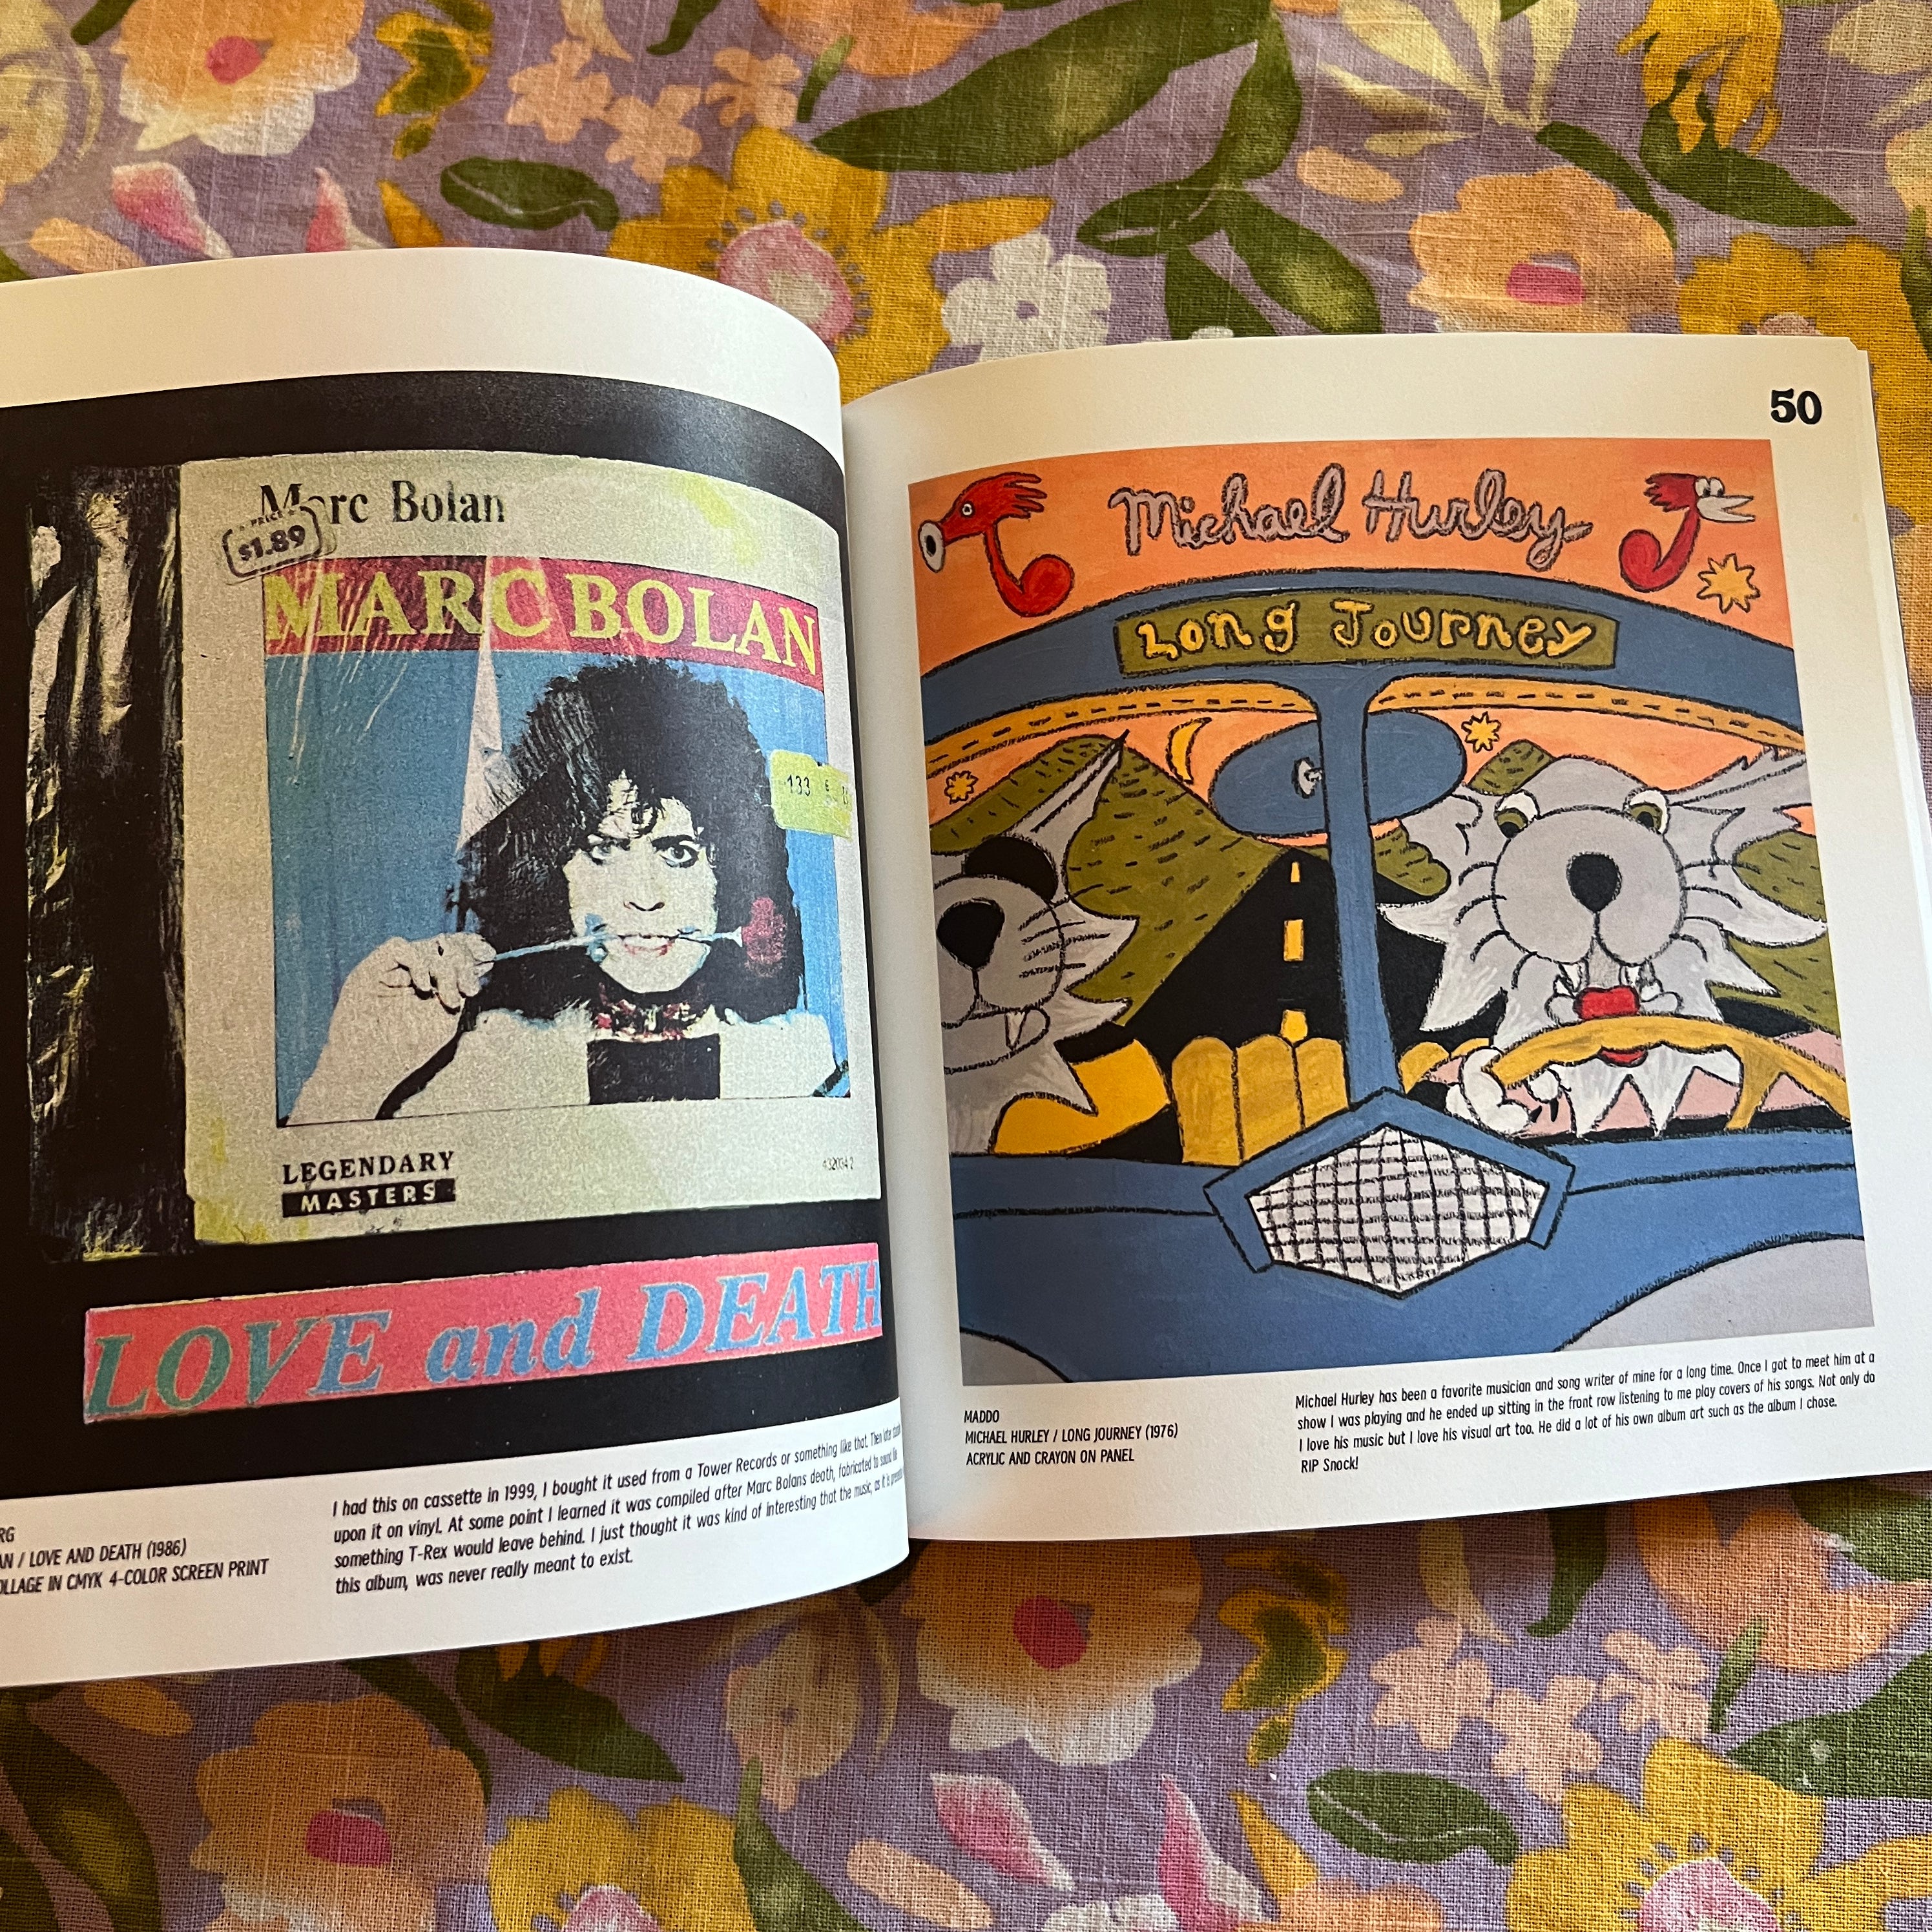 Marc Bolan
PRICE
$1.89
MARC BOLAN
133 €
LEGENDARY
MASTERS
432034 2
LOVE and DEATH
RG
AN / LOVE AND DEATH (1986)
OLLAGE IN CMYK 4-COLOR SCREEN PRINT
I had this on cassette in 1999, I bought it used from a Tower Records or something like that. Then later
upon it on vinyl. At some point I learned it was compiled after Marc Bolans death, fabricated to sound like
something T-Rex would leave behind. I just thought it was kind of interesting that the music, as it is
this album, was never really meant to exist.
50
Michael Hurley
Long Journey
MADDO
MICHAEL HURLEY / LONG JOURNEY (1976)
ACRYLIC AND CRAYON ON PANEL
Michael Hurley has been a favorite musician and song writer of mine for a long time. Once I got to meet him at a
show I was playing and he ended up sitting in the front row listening to me play covers of his songs. Not only do
I love his music but I love his visual art too. He did a lot of his own album art such as the album I chose.
RIP Snock!